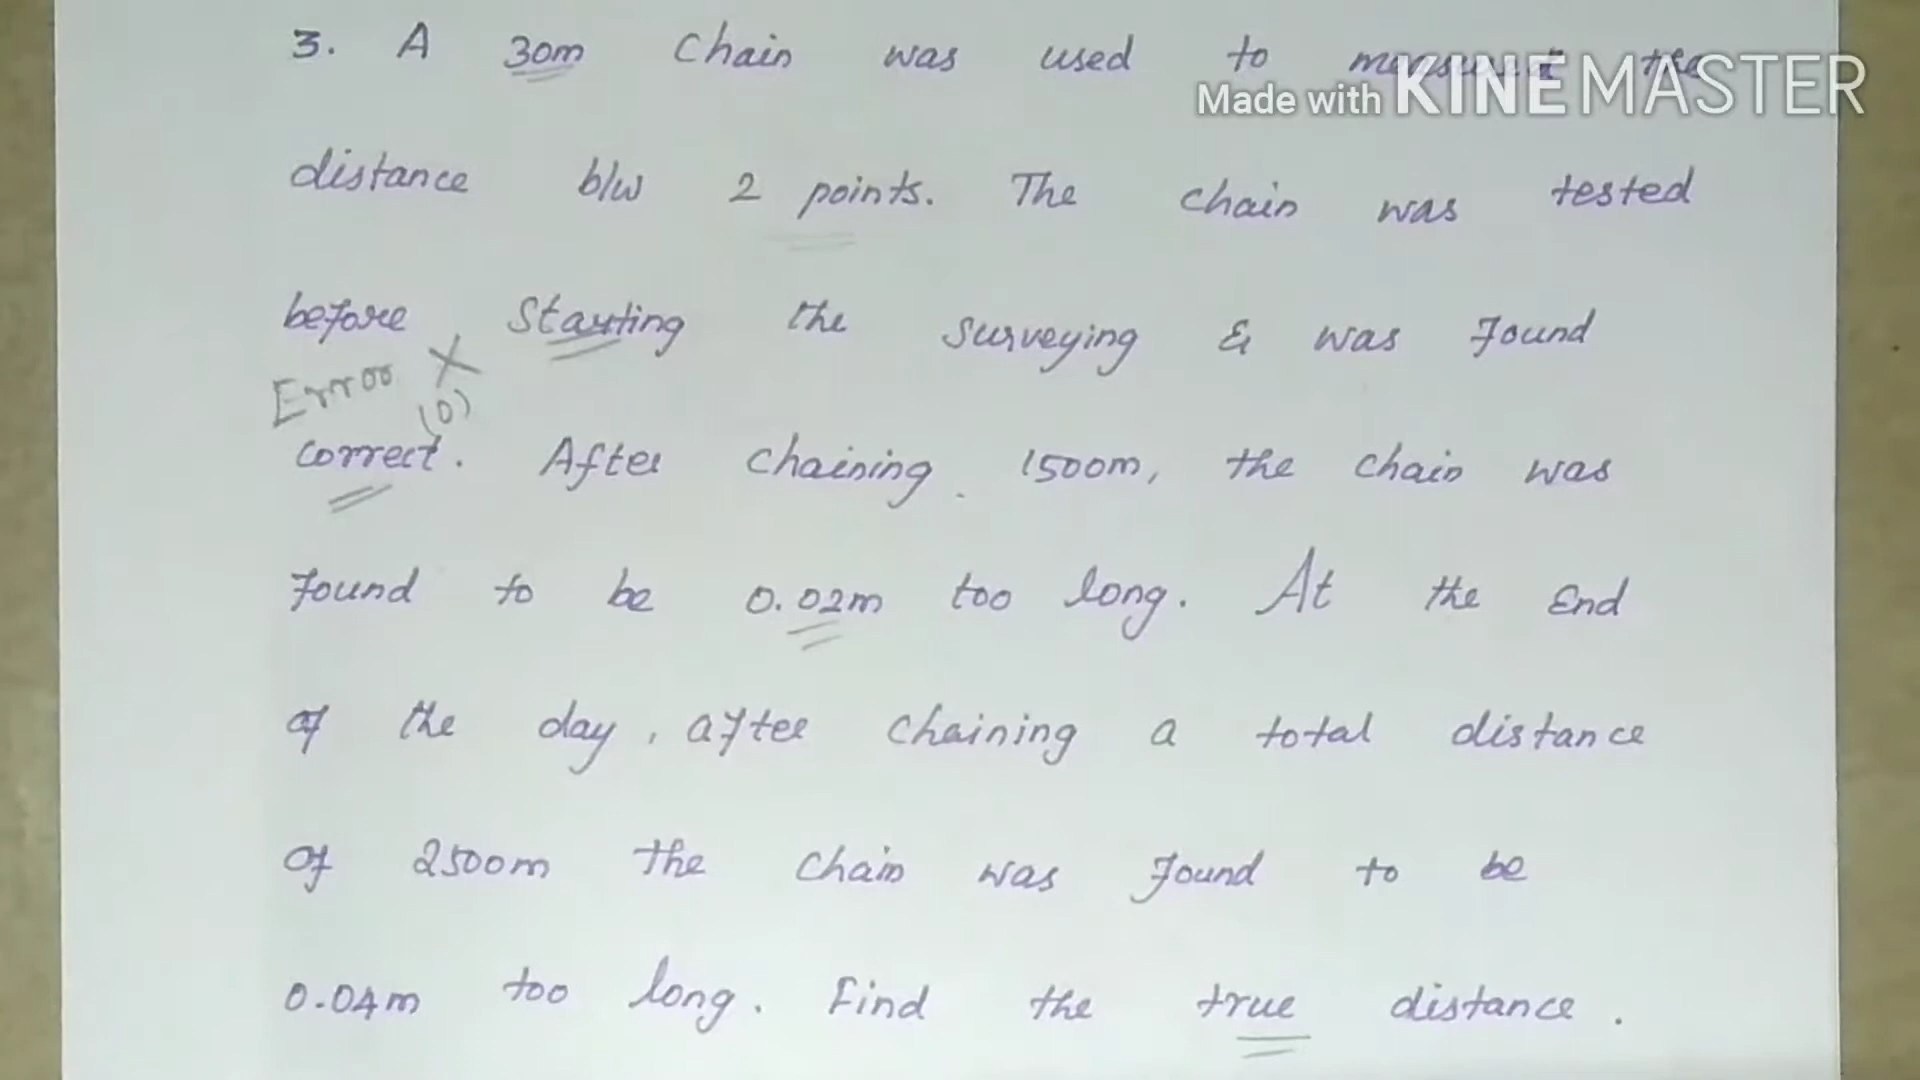 3. A 30m Chain was used to measured the
Made with KINEMASTER
distance b/w 2 points. The chain was tested
before Starting the surveying & was found
Error X
(0)
correct. After chaining 1500m, the chain was
found to be 0.02m too long. At the End
of the day, after chaining a total distance
of 2500m the chain was found to be
0.04m too long. Find the true distance.